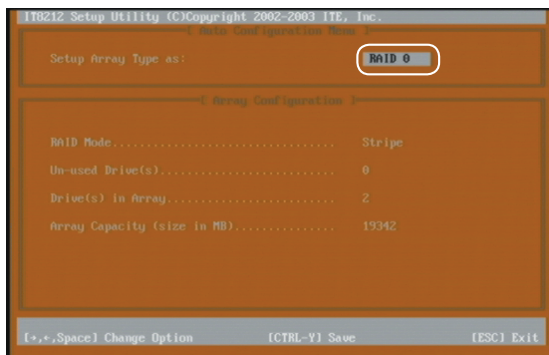 IT8212 Setup Utility (C)Copyright 2002-2003 ITE, Inc.
[ Auto Configuration Menu ]
Setup Array Type as: RAID 0
[ Array Configuration ]
RAID Mode................................ Stripe
Un-used Drive(s)......................... 0
Drive(s) in Array........................ 2
Array Capacity (size in MB).............. 19342
[→,←,Space] Change Option [CTRL-Y] Save [ESC] Exit